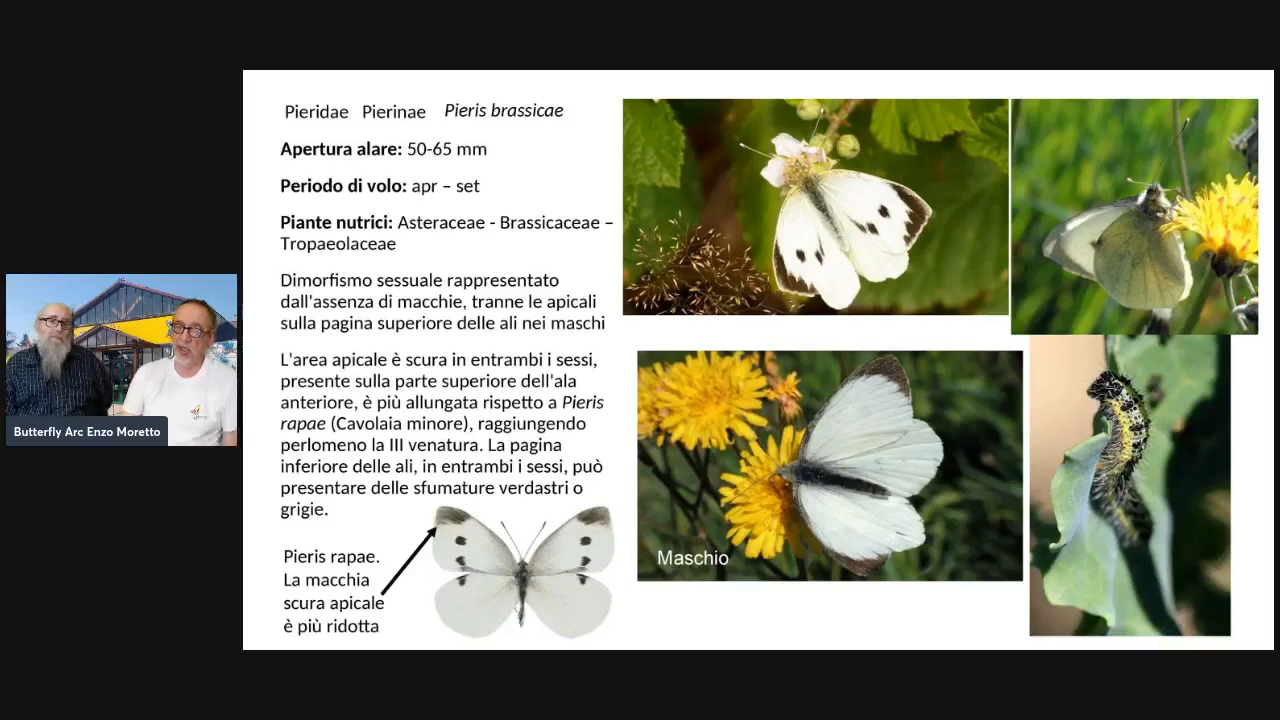 Pieridae Pierinae Pieris brassicae
Apertura alare: 50-65 mm
Periodo di volo: apr – set
Piante nutrici: Asteraceae - Brassicaceae –
Tropaeolaceae
Dimorfismo sessuale rappresentato
dall'assenza di macchie, tranne le apicali
sulla pagina superiore delle ali nei maschi
L'area apicale è scura in entrambi i sessi,
presente sulla parte superiore dell'ala
anteriore, è più allungata rispetto a Pieris
rapae (Cavolaia minore), raggiungendo
perlomeno la III venatura. La pagina
inferiore delle ali, in entrambi i sessi, può
presentare delle sfumature verdastri o
grigie.
Pieris rapae.
La macchia
scura apicale
è più ridotta
Maschio
Butterfly Arc Enzo Moretto